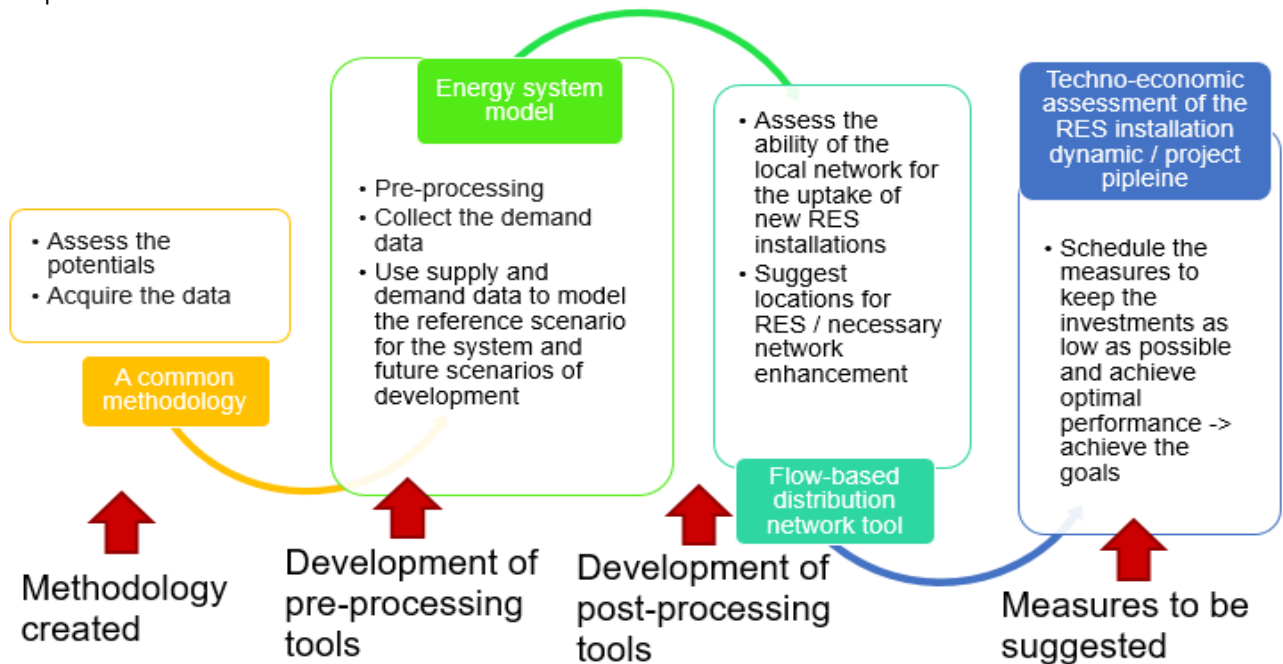 • Assess the
potentials
• Acquire the data
A common
methodology
Energy system
model
• Pre-processing
• Collect the demand
data
• Use supply and
demand data to model
the reference scenario
for the system and
future scenarios of
development
• Assess the
ability of the
local network for
the uptake of
new RES
installations
• Suggest
locations for
RES / necessary
network
enhancement
Flow-based
distribution
network tool
Techno-economic
assessment of the
RES installation
dynamic / project
pipleine
• Schedule the
measures to
keep the
investments as
low as possible
and achieve
optimal
performance ->
achieve the
goals
Methodology
created
Development of
pre-processing
tools
Development of
post-processing
tools
Measures to be
suggested